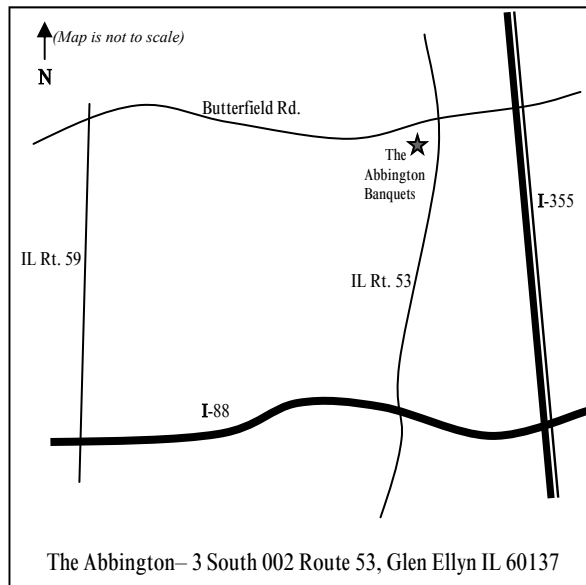 (Map is not to scale)
N
Butterfield Rd.
The
Abbington
Banquets
I-355
IL Rt. 59
IL Rt. 53
I-88
The Abbington– 3 South 002 Route 53, Glen Ellyn IL 60137